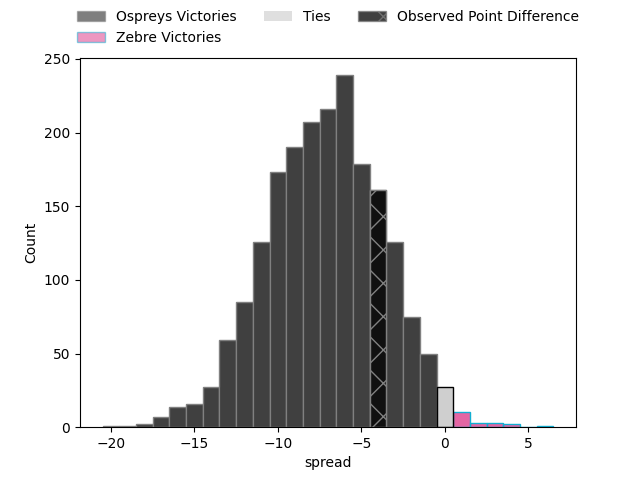 Ospreys Victories
Ties
Observed Point Difference
Zebre Victories
250
200
150
100
50
0
Count
−20 −15 −10 −5 0 5
spread